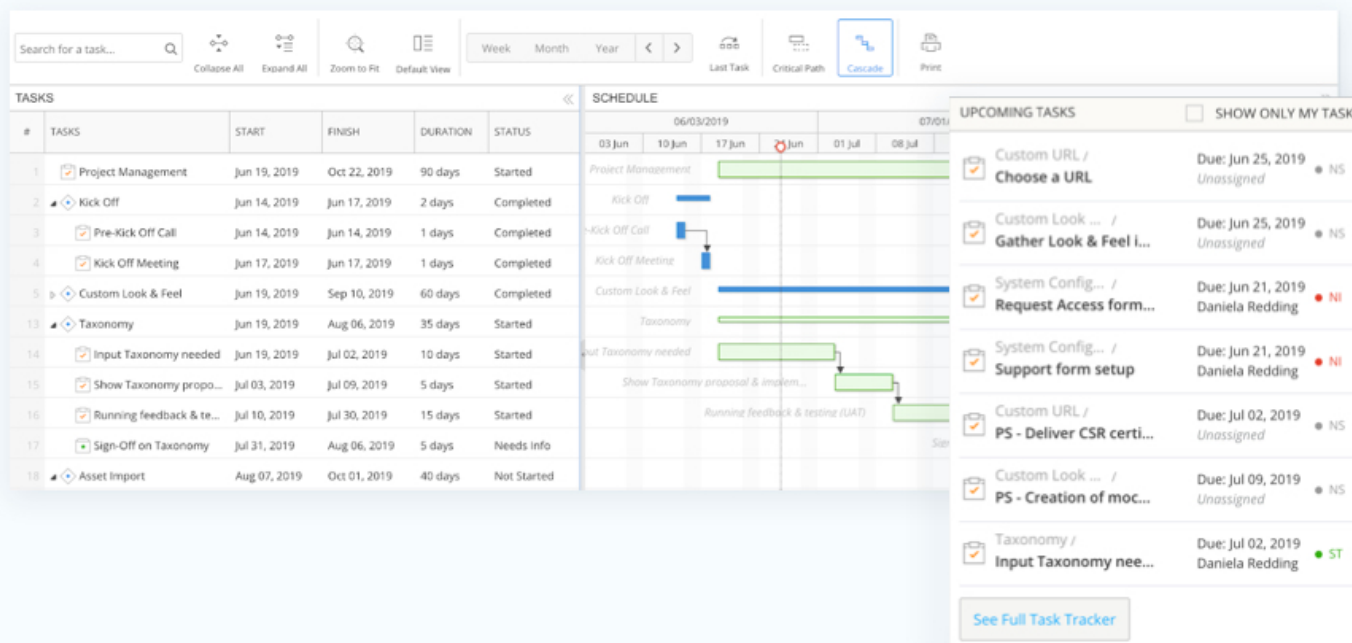 Search for a task...
Collapse All
Expand All
Zoom to Fit
Default View
Week Month Year
Last Task
Critical Path
Cascade
Print
TASKS
# TASKS START FINISH DURATION STATUS
1 Project Management Jun 19, 2019 Oct 22, 2019 90 days Started
2 Kick Off Jun 14, 2019 Jun 17, 2019 2 days Completed
3 Pre-Kick Off Call Jun 14, 2019 Jun 14, 2019 1 days Completed
4 Kick Off Meeting Jun 17, 2019 Jun 17, 2019 1 days Completed
5 Custom Look & Feel Jun 19, 2019 Sep 10, 2019 60 days Completed
13 Taxonomy Jun 19, 2019 Aug 06, 2019 35 days Started
14 Input Taxonomy needed Jun 19, 2019 Jul 02, 2019 10 days Started
15 Show Taxonomy propo... Jul 03, 2019 Jul 09, 2019 5 days Started
16 Running feedback & te... Jul 10, 2019 Jul 30, 2019 15 days Started
17 Sign-Off on Taxonomy Jul 31, 2019 Aug 06, 2019 5 days Needs Info
18 Asset Import Aug 07, 2019 Oct 01, 2019 40 days Not Started
SCHEDULE
06/03/2019 07/01/
03 Jun 10 Jun 17 Jun Jun 01 Jul 08 Jul
Project Management
Kick Off
-Kick Off Call
Kick Off Meeting
Custom Look & Feel
Taxonomy
ut Taxonomy needed
Show Taxonomy proposal & implem...
Running feedback & testing (UAT)
UPCOMING TASKS SHOW ONLY MY TASK
Custom URL /
Choose a URL
Due: Jun 25, 2019
Unassigned
NS
Custom Look ... /
Gather Look & Feel i...
Due: Jun 25, 2019
Unassigned
NS
System Config... /
Request Access form...
Due: Jun 21, 2019
Daniela Redding
NI
System Config... /
Support form setup
Due: Jun 21, 2019
Daniela Redding
NI
Custom URL /
PS - Deliver CSR certi...
Due: Jul 02, 2019
Unassigned
NS
Custom Look ... /
PS - Creation of moc...
Due: Jul 09, 2019
Unassigned
NS
Taxonomy /
Input Taxonomy nee...
Due: Jul 02, 2019
Daniela Redding
ST
See Full Task Tracker